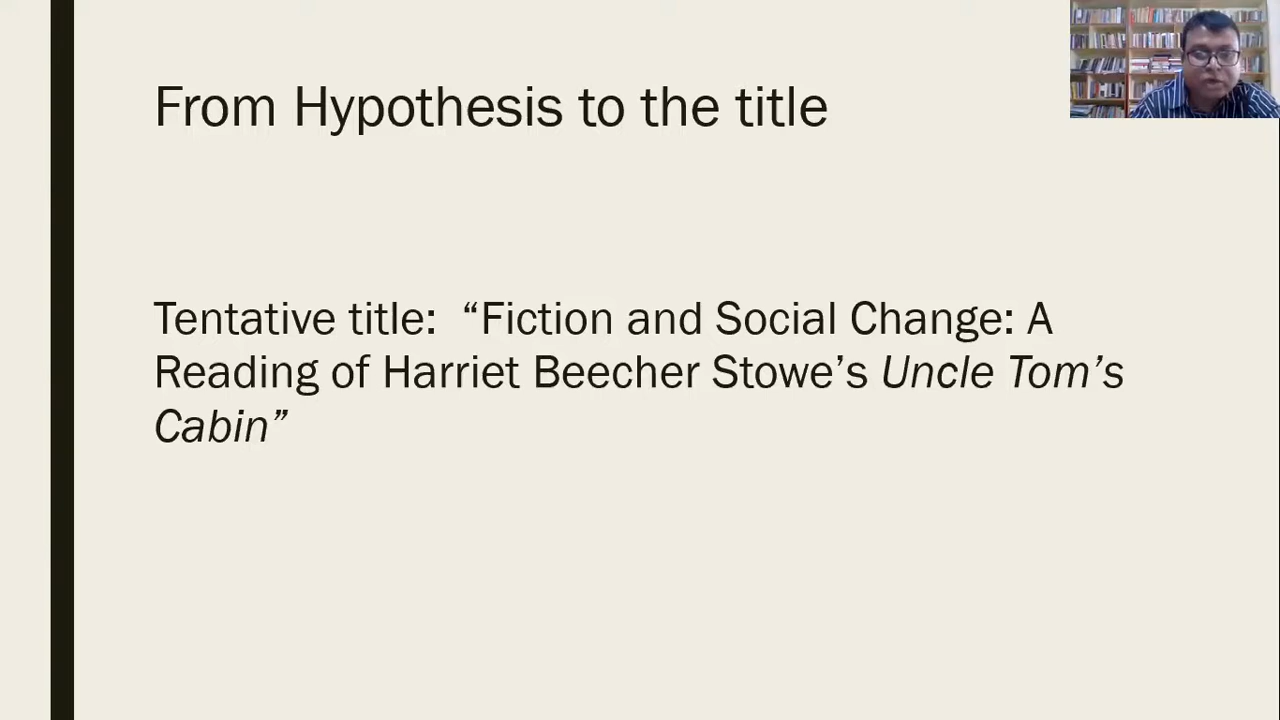 From Hypothesis to the title
Tentative title: “Fiction and Social Change: A
Reading of Harriet Beecher Stowe’s Uncle Tom’s
Cabin”